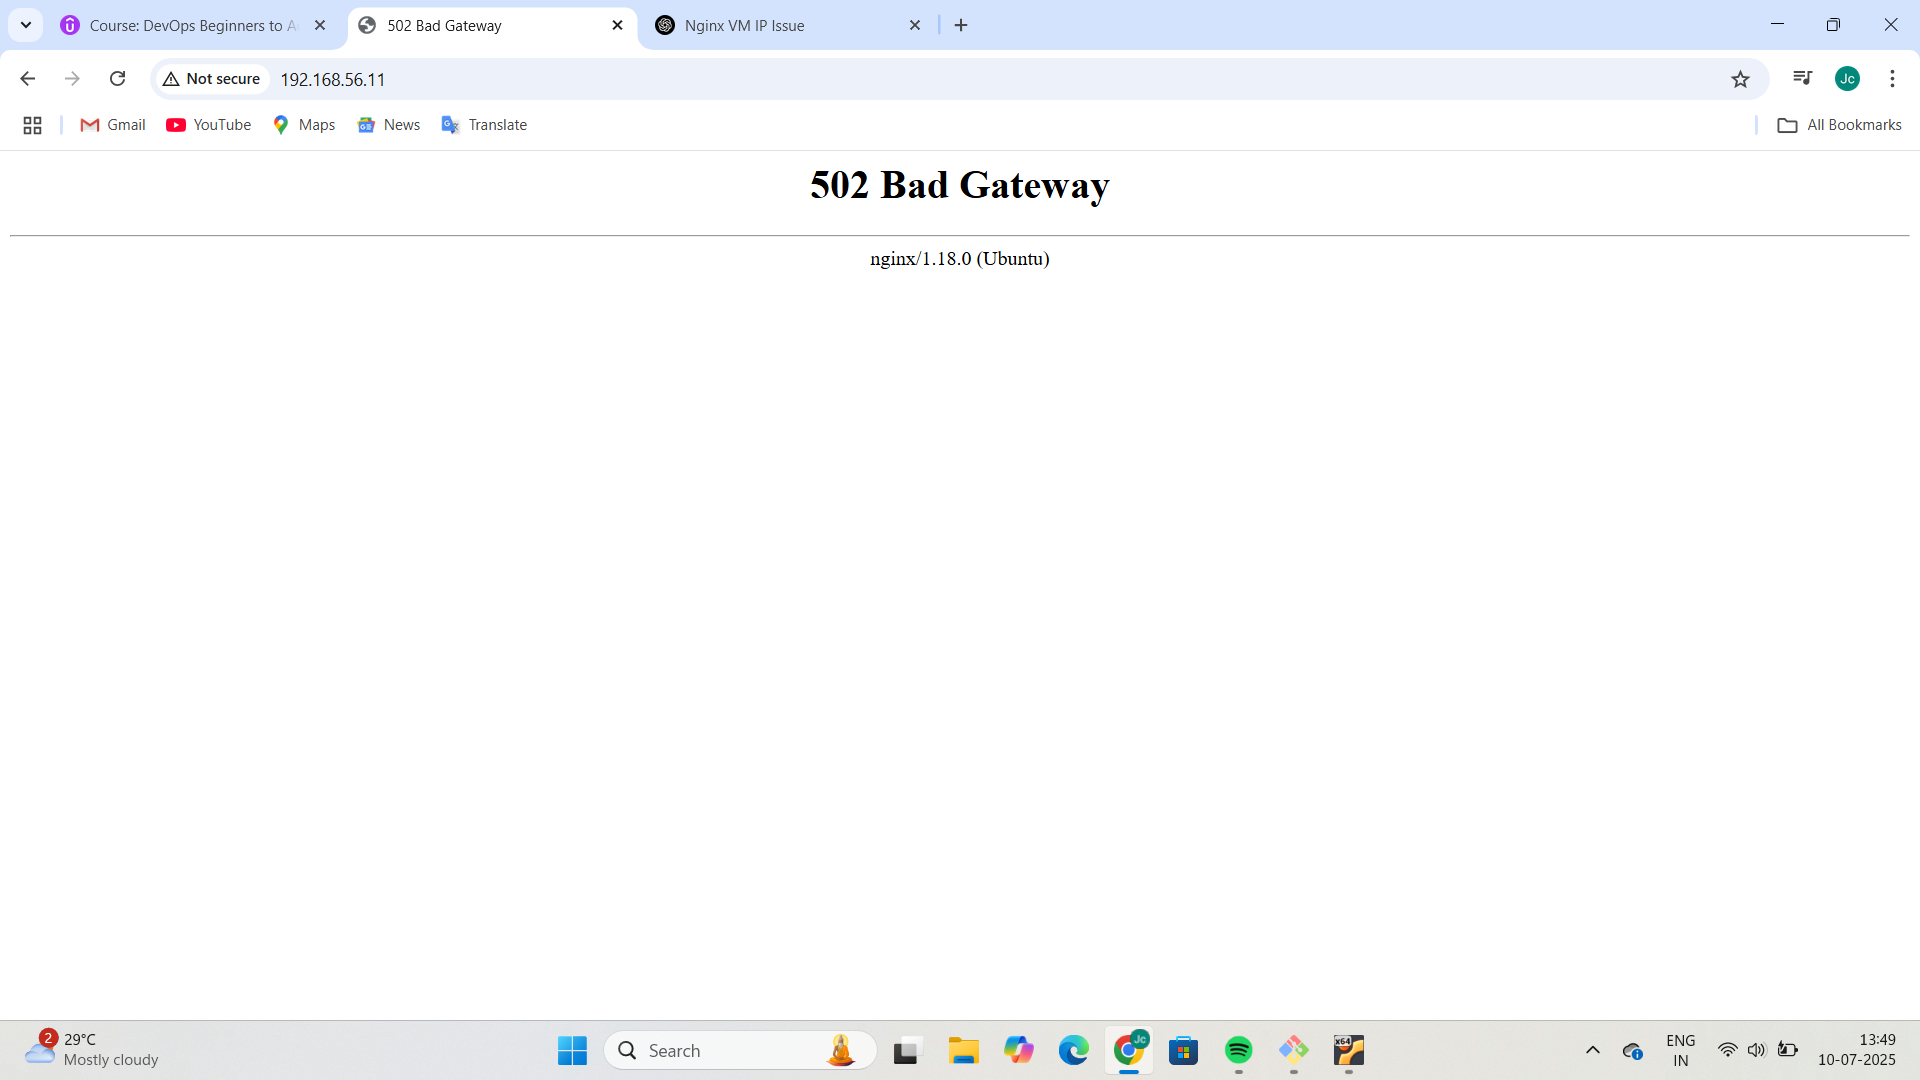 Course: DevOps Beginners to A
502 Bad Gateway
Nginx VM IP Issue
Not secure
192.168.56.11
Jc
Gmail
YouTube
Maps
News
Translate
All Bookmarks
502 Bad Gateway
nginx/1.18.0 (Ubuntu)
2
29°C
Mostly cloudy
Search
Jc
x64
ENG
IN
13:49
10-07-2025